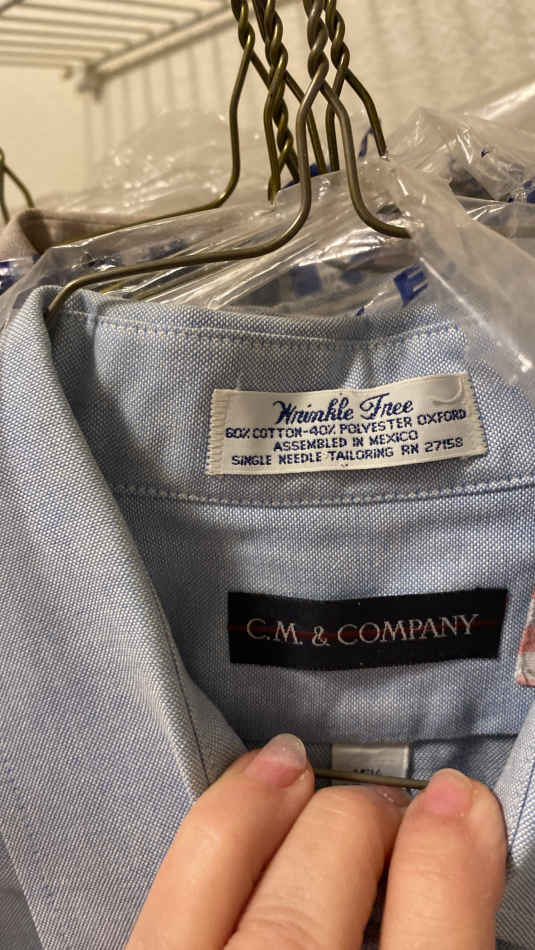 Wrinkle Free
60% COTTON-40% POLYESTER OXFORD
ASSEMBLED IN MEXICO
SINGLE NEEDLE TAILORING RN 27158
C.M. & COMPANY